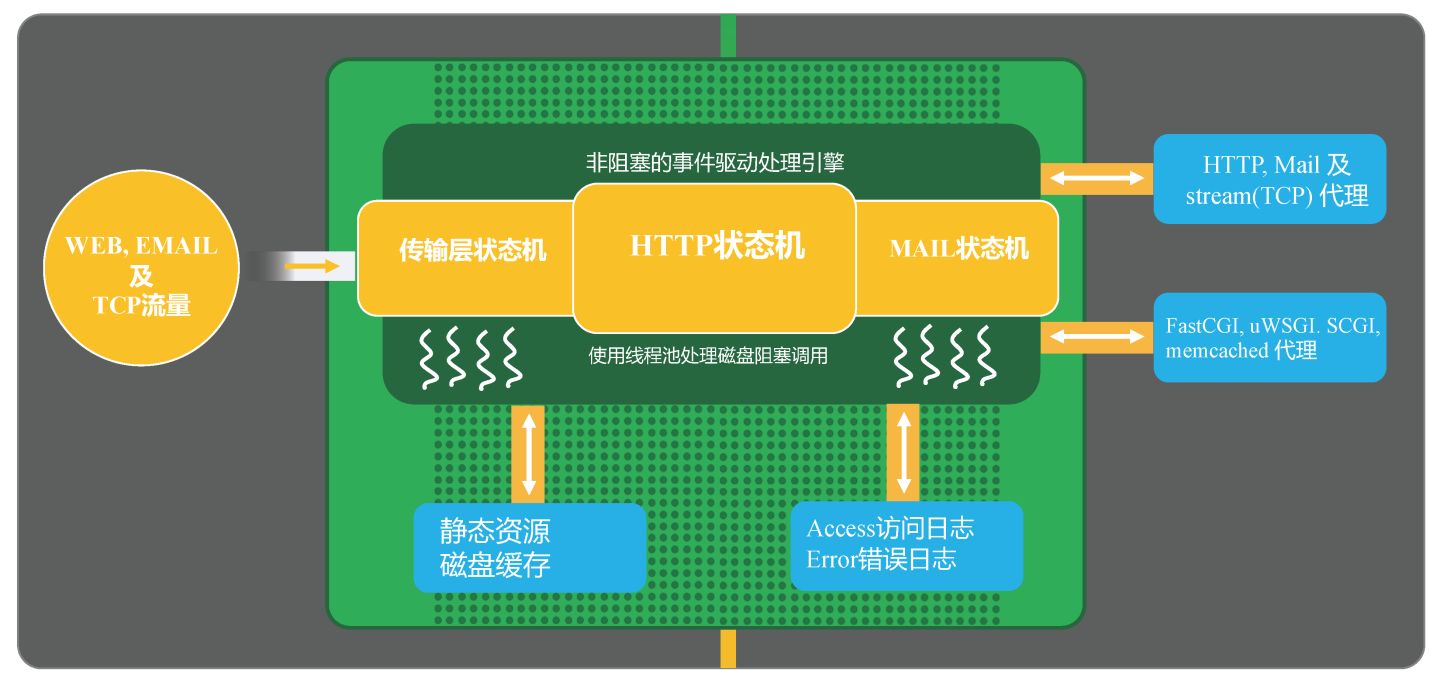 非阻塞的事件驱动处理引擎
WEB, EMAIL
及
TCP流量
传输层状态机
HTTP状态机
MAIL状态机
使用线程池处理磁盘阻塞调用
HTTP, Mail 及
stream(TCP) 代理
FastCGI, uWSGI. SCGI,
memcached 代理
静态资源
磁盘缓存
Access访问日志
Error错误日志